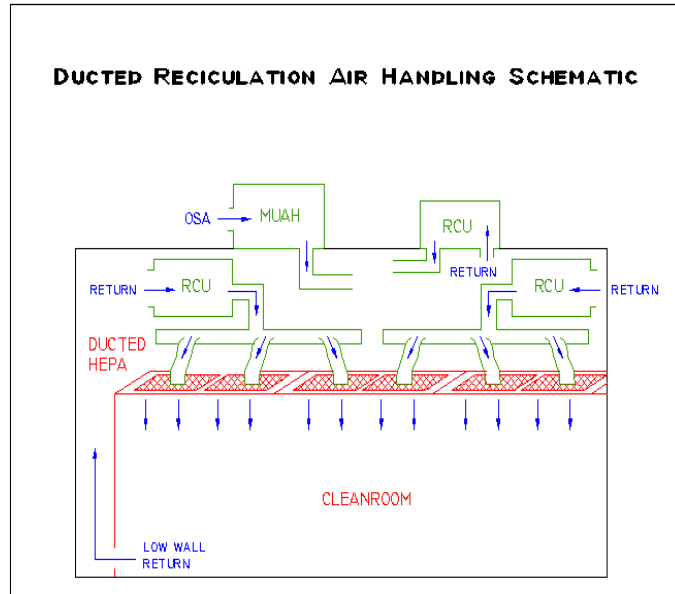 DUCTED RECICULATION AIR HANDLING SCHEMATIC
OSA
MUAH
RCU
RETURN
RETURN
RCU
RCU
RETURN
DUCTED
HEPA
CLEANROOM
LOW WALL
RETURN